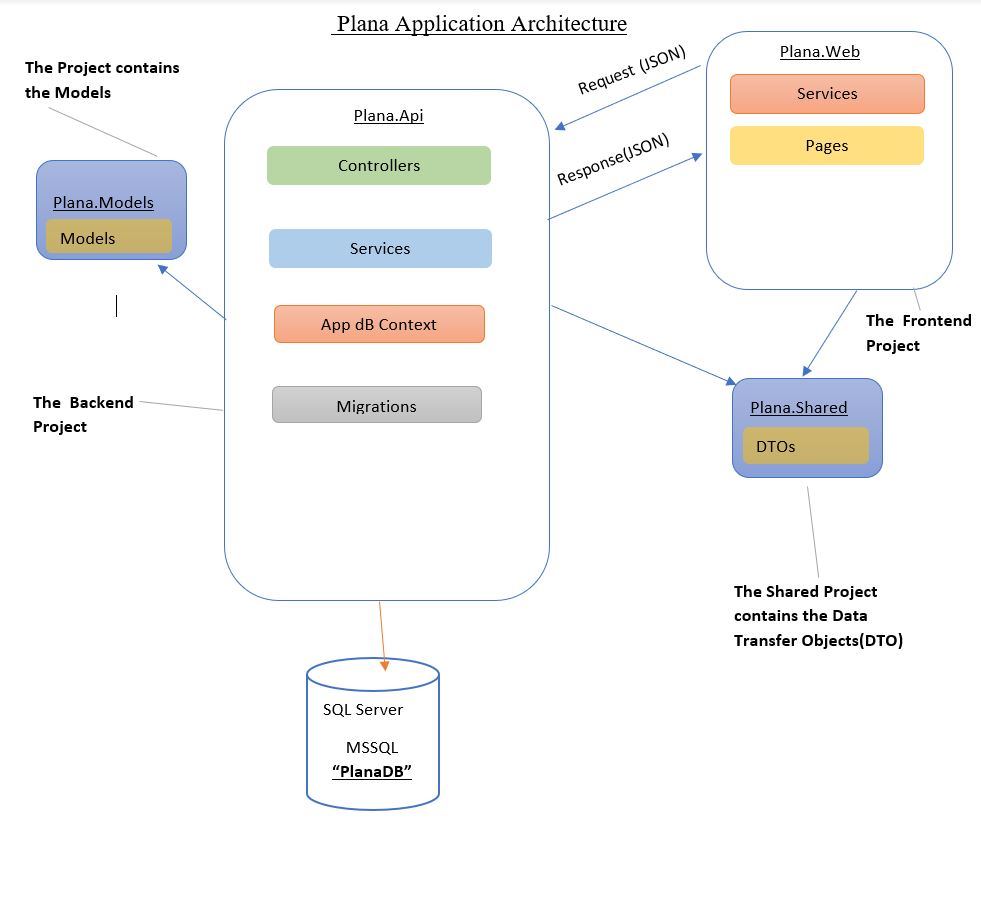 Plana Application Architecture
The Project contains
the Models
Plana.Models
Models
Plana.Api
Controllers
Services
App dB Context
Migrations
Request (JSON)
Response(JSON)
Plana.Web
Services
Pages
The Frontend
Project
The Backend
Project
Plana.Shared
DTOs
The Shared Project
contains the Data
Transfer Objects(DTO)
SQL Server
MSSQL
“PlanaDB”